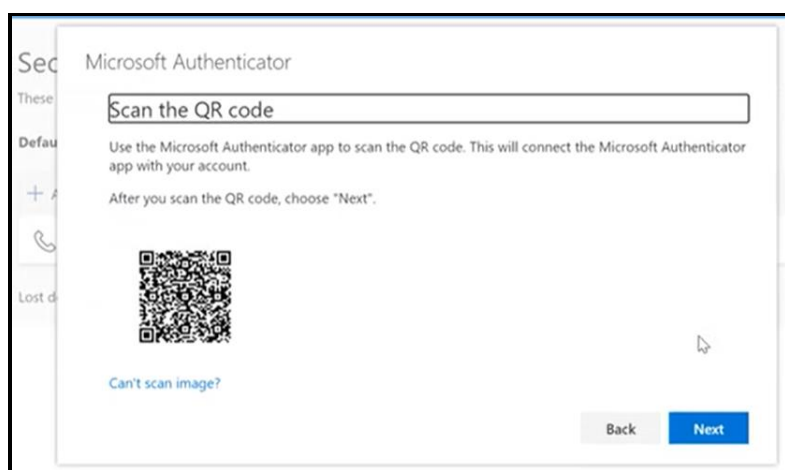 Sec
Microsoft Authenticator
These
Scan the QR code
Defau
Use the Microsoft Authenticator app to scan the QR code. This will connect the Microsoft Authenticator
app with your account.
+ A
After you scan the QR code, choose "Next".
Lost d
Can't scan image?
Back
Next